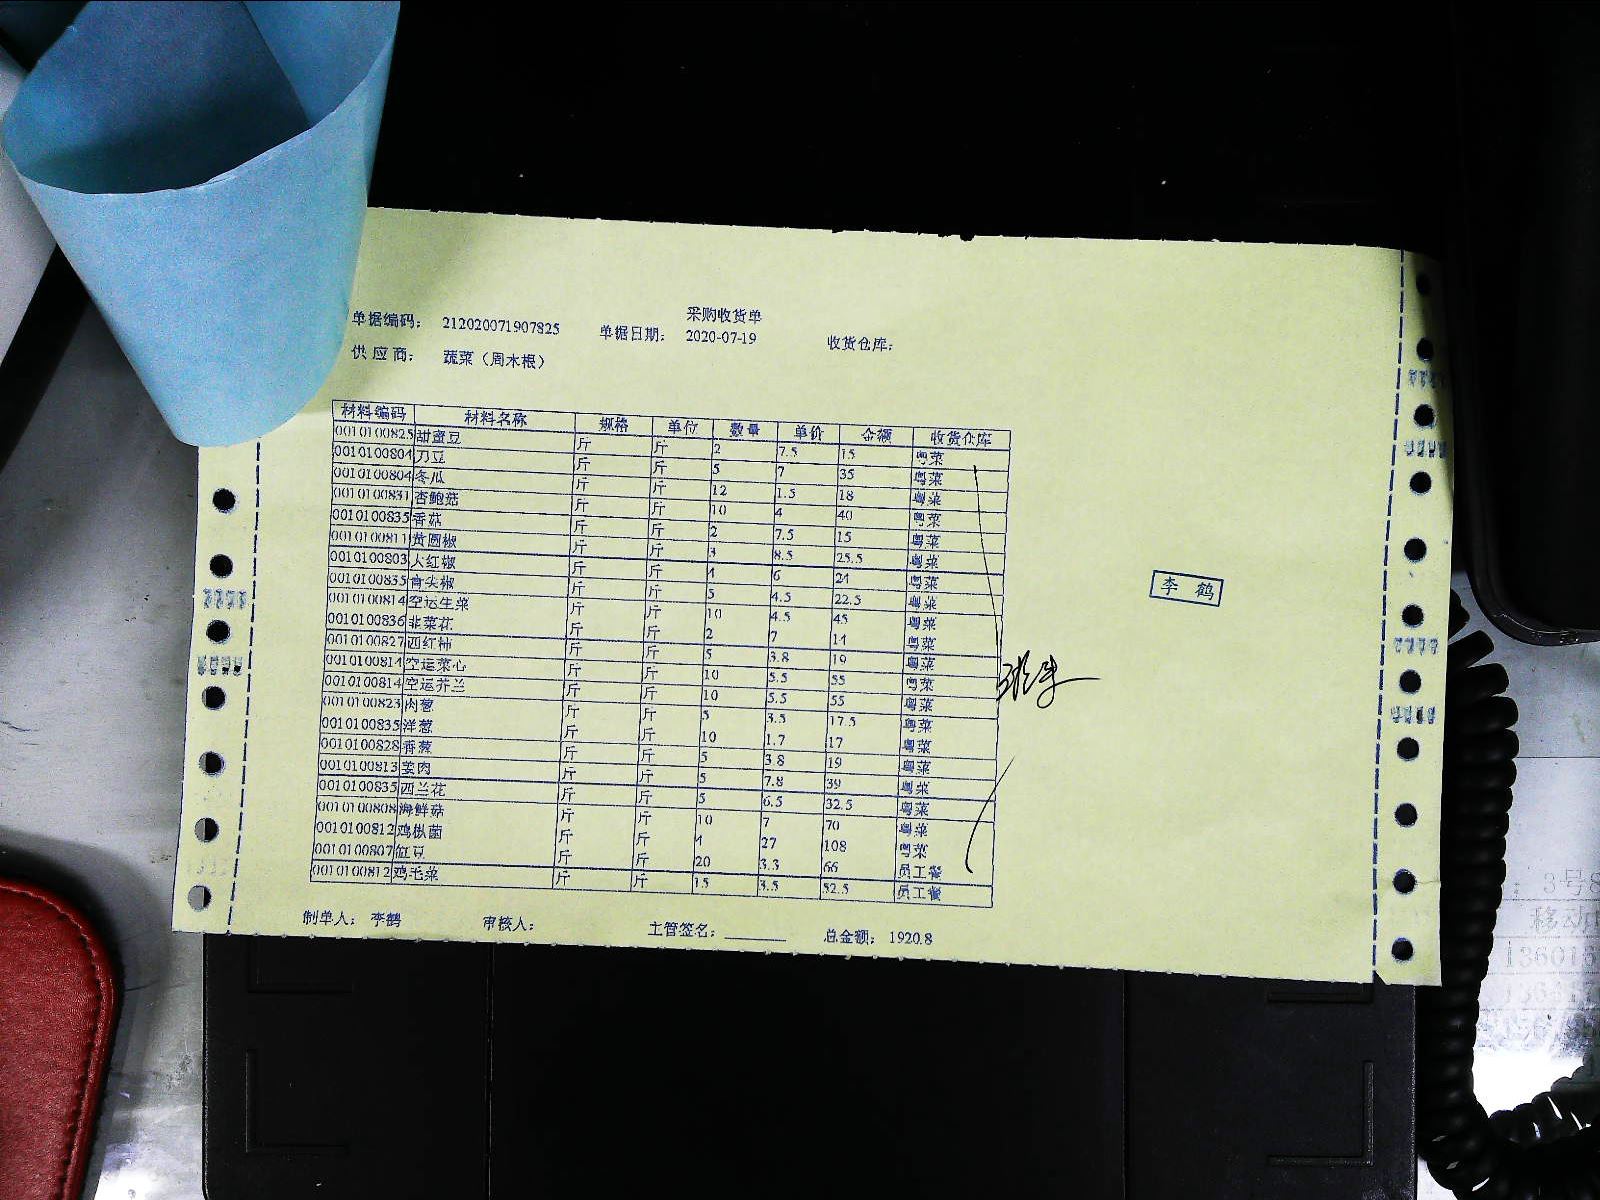 采购收货单
单据编码： 212020071907825 单据日期： 2020-07-19 收货仓库：
供应商： 蔬菜（周木根）
材料编码 材料名称 规格 单位 数量 单价 金额 收货仓库
0010100825 甜蜜豆 斤 斤 2 7.5 15 粤菜
0010100804 刀豆 斤 斤 5 7 35 粤菜
0010100804 冬瓜 斤 斤 12 1.5 18 粤菜
0010100831 杏鲍菇 斤 斤 10 4 40 粤菜
0010100835 香菇 斤 斤 2 7.5 15 粤菜
0010100811 黄圆椒 斤 斤 3 8.5 25.5 粤菜
0010100803 大红椒 斤 斤 4 6 24 粤菜
0010100835 青尖椒 斤 斤 5 4.5 22.5 粤菜
0010100814 空运生菜 斤 斤 10 4.5 45 粤菜
0010100836 韭菜花 斤 斤 2 7 14 粤菜
0010100827 西红柿 斤 斤 5 3.8 19 粤菜
0010100814 空运菜心 斤 斤 10 5.5 55 粤菜
0010100814 空运芥兰 斤 斤 10 5.5 55 粤菜
0010100823 肉葱 斤 斤 5 3.5 17.5 粤菜
0010100835 洋葱 斤 斤 10 1.7 17 粤菜
0010100828 香葱 斤 斤 5 3.8 19 粤菜
0010100813 姜肉 斤 斤 5 7.8 39 粤菜
0010100835 西兰花 斤 斤 5 6.5 32.5 粤菜
0010100808 海鲜菇 斤 斤 10 7 70 粤菜
0010100812 鸡枞菌 斤 斤 4 27 108 粤菜
0010100807 豇豆 斤 斤 20 3.3 66 员工餐
0010100812 鸡毛菜 斤 斤 15 3.5 52.5 员工餐
李鹤
制单人： 李鹤 审核人： 主管签名：______ 总金额： 1920.8